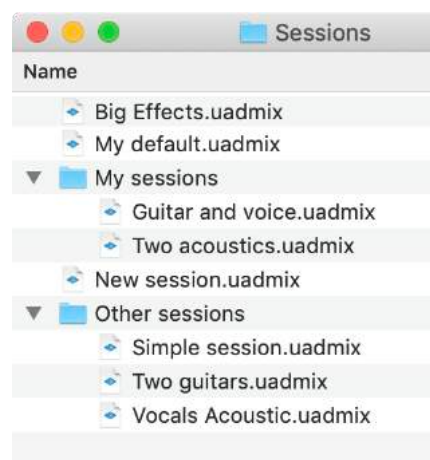 Sessions
Name
Big Effects.uadmix
My default.uadmix
My sessions
Guitar and voice.uadmix
Two acoustics.uadmix
New session.uadmix
Other sessions
Simple session.uadmix
Two guitars.uadmix
Vocals Acoustic.uadmix